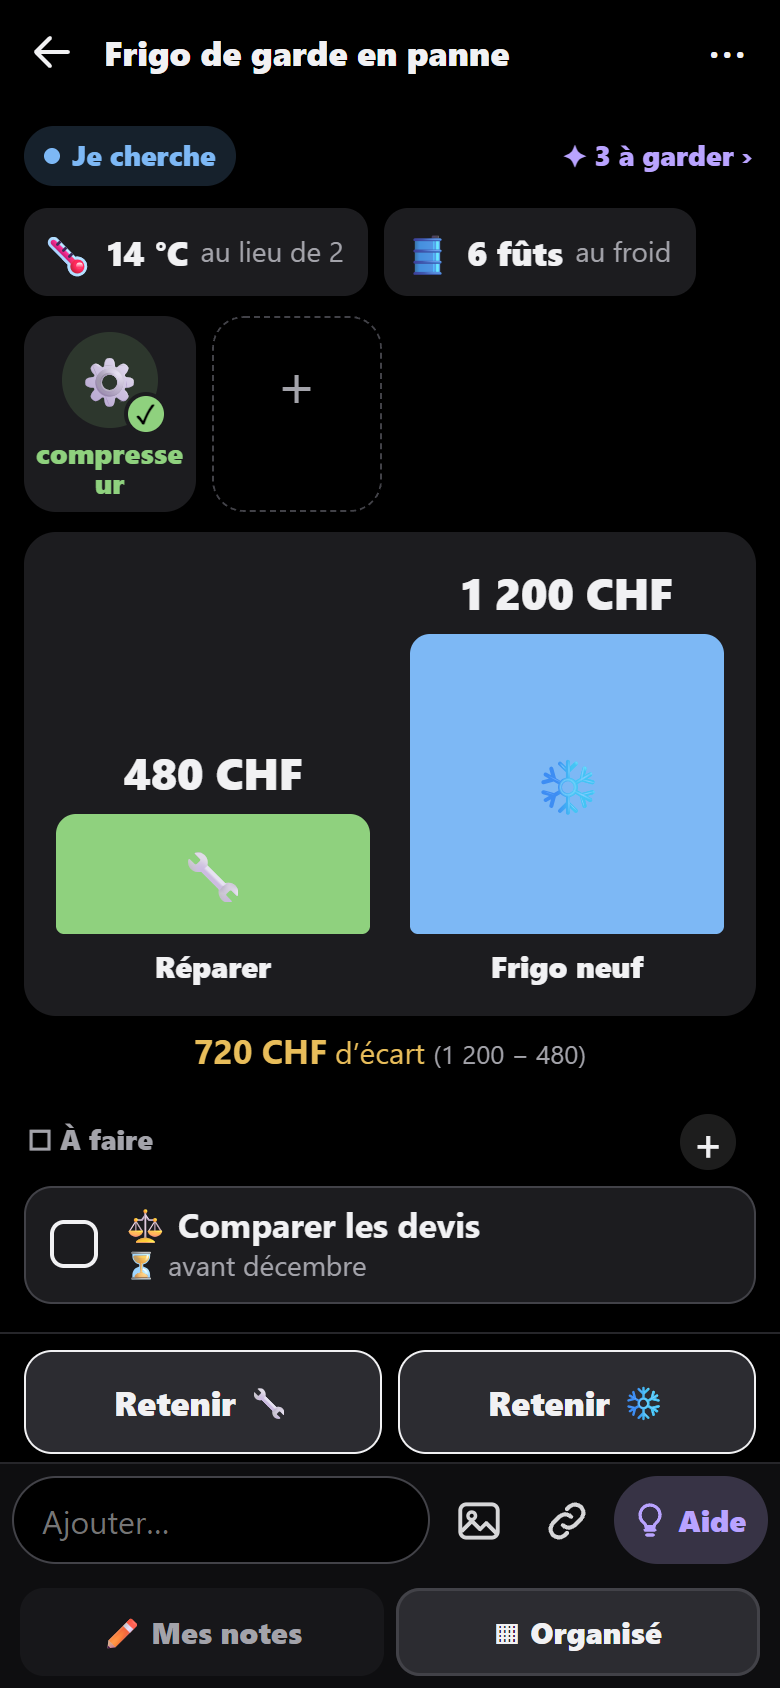 Frigo de garde en panne
Je cherche
3 à garder ›
14 °C au lieu de 2
6 fûts au froid
compresse
ur
+
1 200 CHF
480 CHF
Réparer
Frigo neuf
720 CHF d’écart (1 200 − 480)
À faire
+
Comparer les devis
avant décembre
Retenir
Retenir
Ajouter...
Aide
Mes notes
Organisé